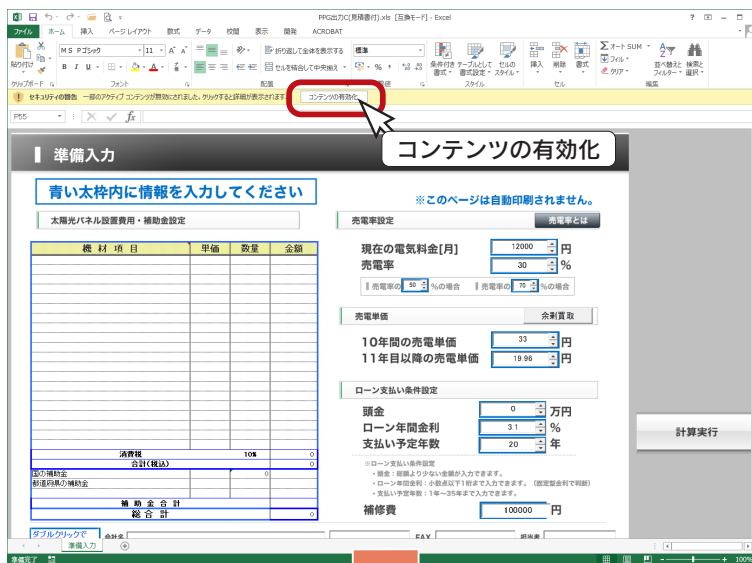 PPG出力C(見積書付).xls [互換モード] - Excel
ファイル ホーム 挿入 ページ レイアウト 数式 データ 校閲 表示 開発 ACROBAT
ＭＳ Ｐゴシック 11
折り返して全体を表示する
標準
貼り付け
B I U
セルを結合して中央揃え
条件付き書式 テーブルとして書式設定 セルのスタイル
挿入 削除 書式
オート SUM
フィル
クリア
並べ替えとフィルター 検索と選択
クリップボード フォント 配置 数値 スタイル セル 編集
セキュリティの警告 一部のアクティブ コンテンツが無効にされました。クリックすると詳細が表示されます。
コンテンツの有効化
P55
fx
コンテンツの有効化
準備入力
青い太枠内に情報を入力してください
※このページは自動印刷されません。
太陽光パネル設置費用・補助金設定
機 材 項 目 単価 数量 金額
消費税 10% 0
合計(税込) 0
国の補助金 0
都道府県の補助金
補 助 金 合 計
総 合 計 0
売電率設定 売電率とは
現在の電気料金[月] 12000 円
売電率 30 %
売電率の 50 %の場合 売電率の 70 %の場合
売電単価 余剰買取
10年間の売電単価 33 円
11年目以降の売電単価 19.96 円
ローン支払い条件設定
頭金 0 万円
ローン年間金利 3.1 %
支払い予定年数 20 年
計算実行
※ローン支払い条件設定
・頭金：総額より少ない金額が入力できます。
・ローン年間金利：小数点以下1桁まで入力できます。（固定型金利で判断）
・支払い予定年数：1年～35年まで入力できます。
補修費 100000 円
ダブルクリックで 会社名 FAX 担当者
準備入力
準備完了
100%